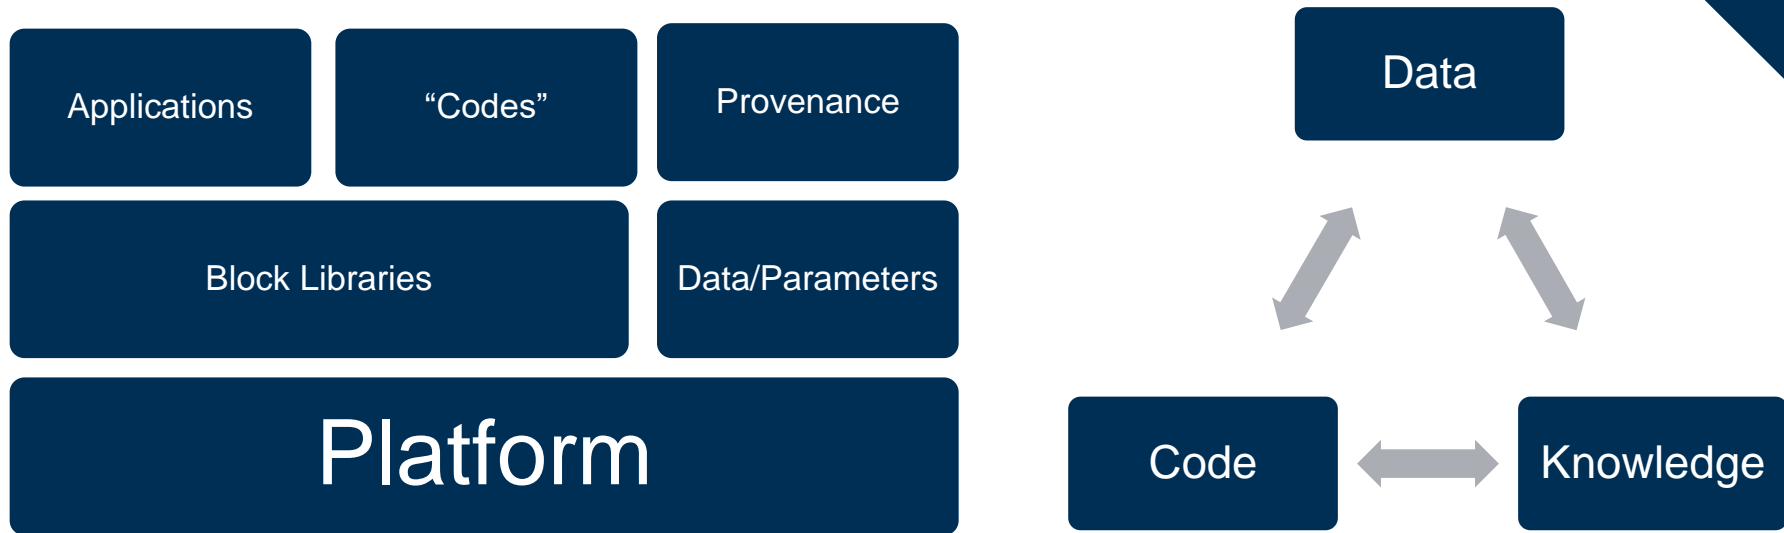 Applications
“Codes”
Provenance
Block Libraries
Data/Parameters
Platform
Data
Code
Knowledge